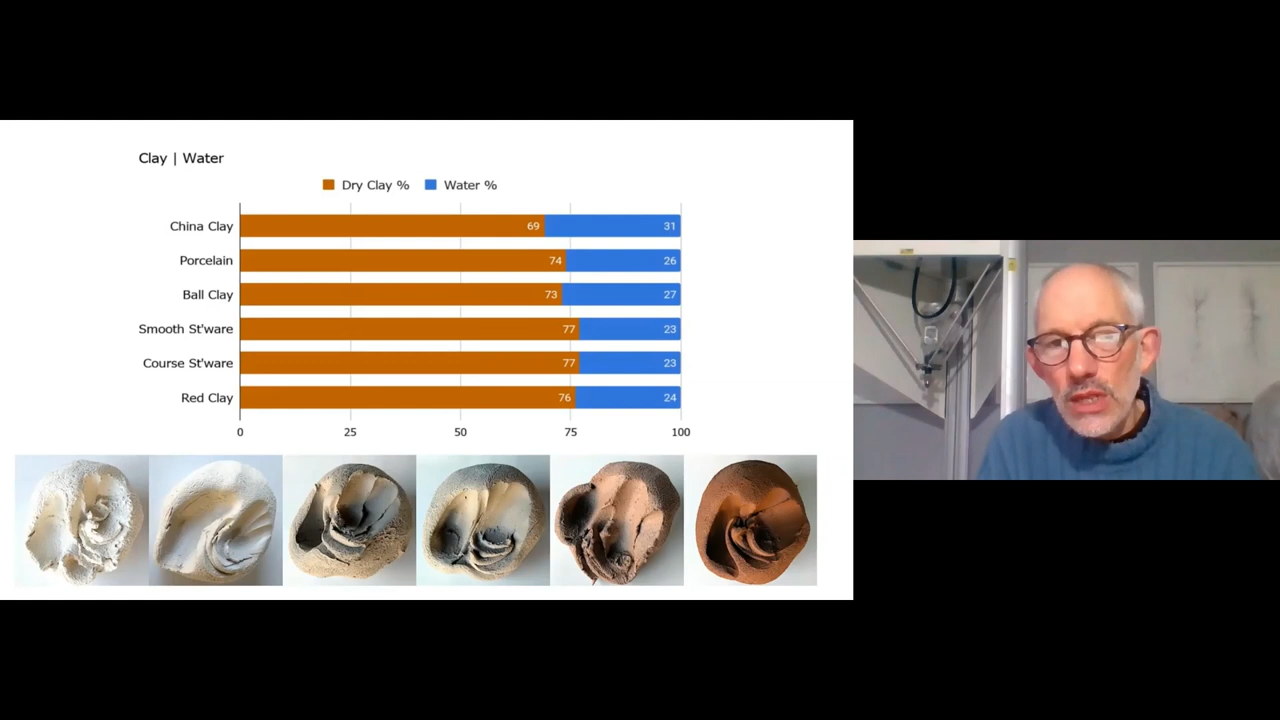 Clay | Water
Dry Clay % Water %
China Clay 69 31
Porcelain 74 26
Ball Clay 73 27
Smooth St'ware 77 23
Course St'ware 77 23
Red Clay 76 24
0 25 50 75 100